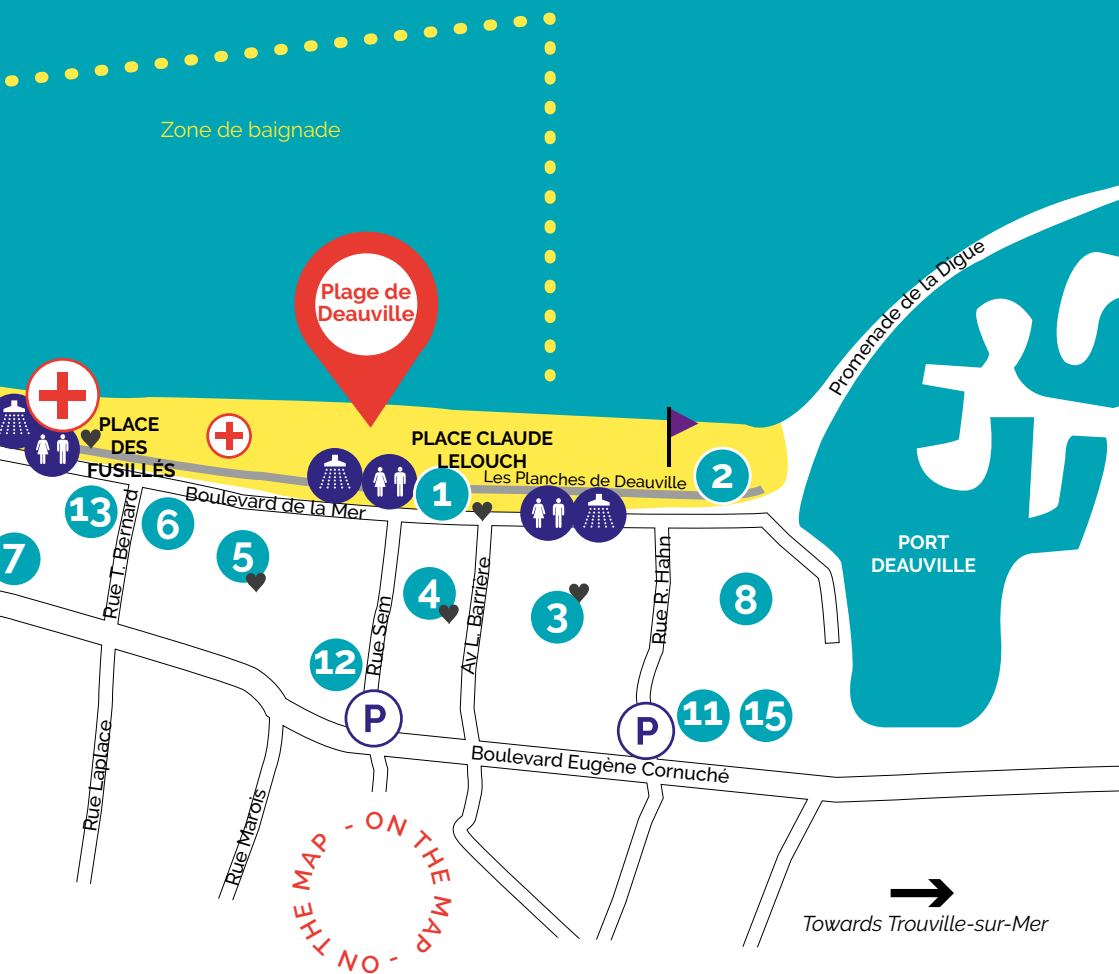 Zone de baignade
Plage de
Deauville
Promenade de la Digue
PLACE
DES
FUSILLÉS
PLACE CLAUDE
LELOUCH
Les Planches de Deauville
1
2
Boulevard de la Mer
13
6
7
5
4
3
8
12
11
15
P
P
Rue T. Bernard
Rue Sem
Av L. Barrière
Rue R. Hahn
PORT
DEAUVILLE
Boulevard Eugène Cornuché
Rue Laplace
Rue Marois
- ON THE MAP - ON THE MAP
Towards Trouville-sur-Mer